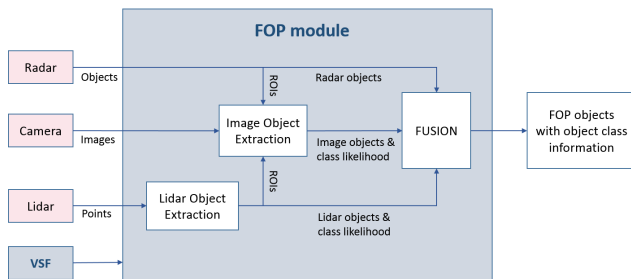 FOP module
Radar
Objects
ROIs
Radar objects
Camera
Images
Image Object
Extraction
Image objects &
class likelihood
FUSION
FOP objects
with object class
information
ROIs
Lidar
Points
Lidar Object
Extraction
Lidar objects &
class likelihood
VSF